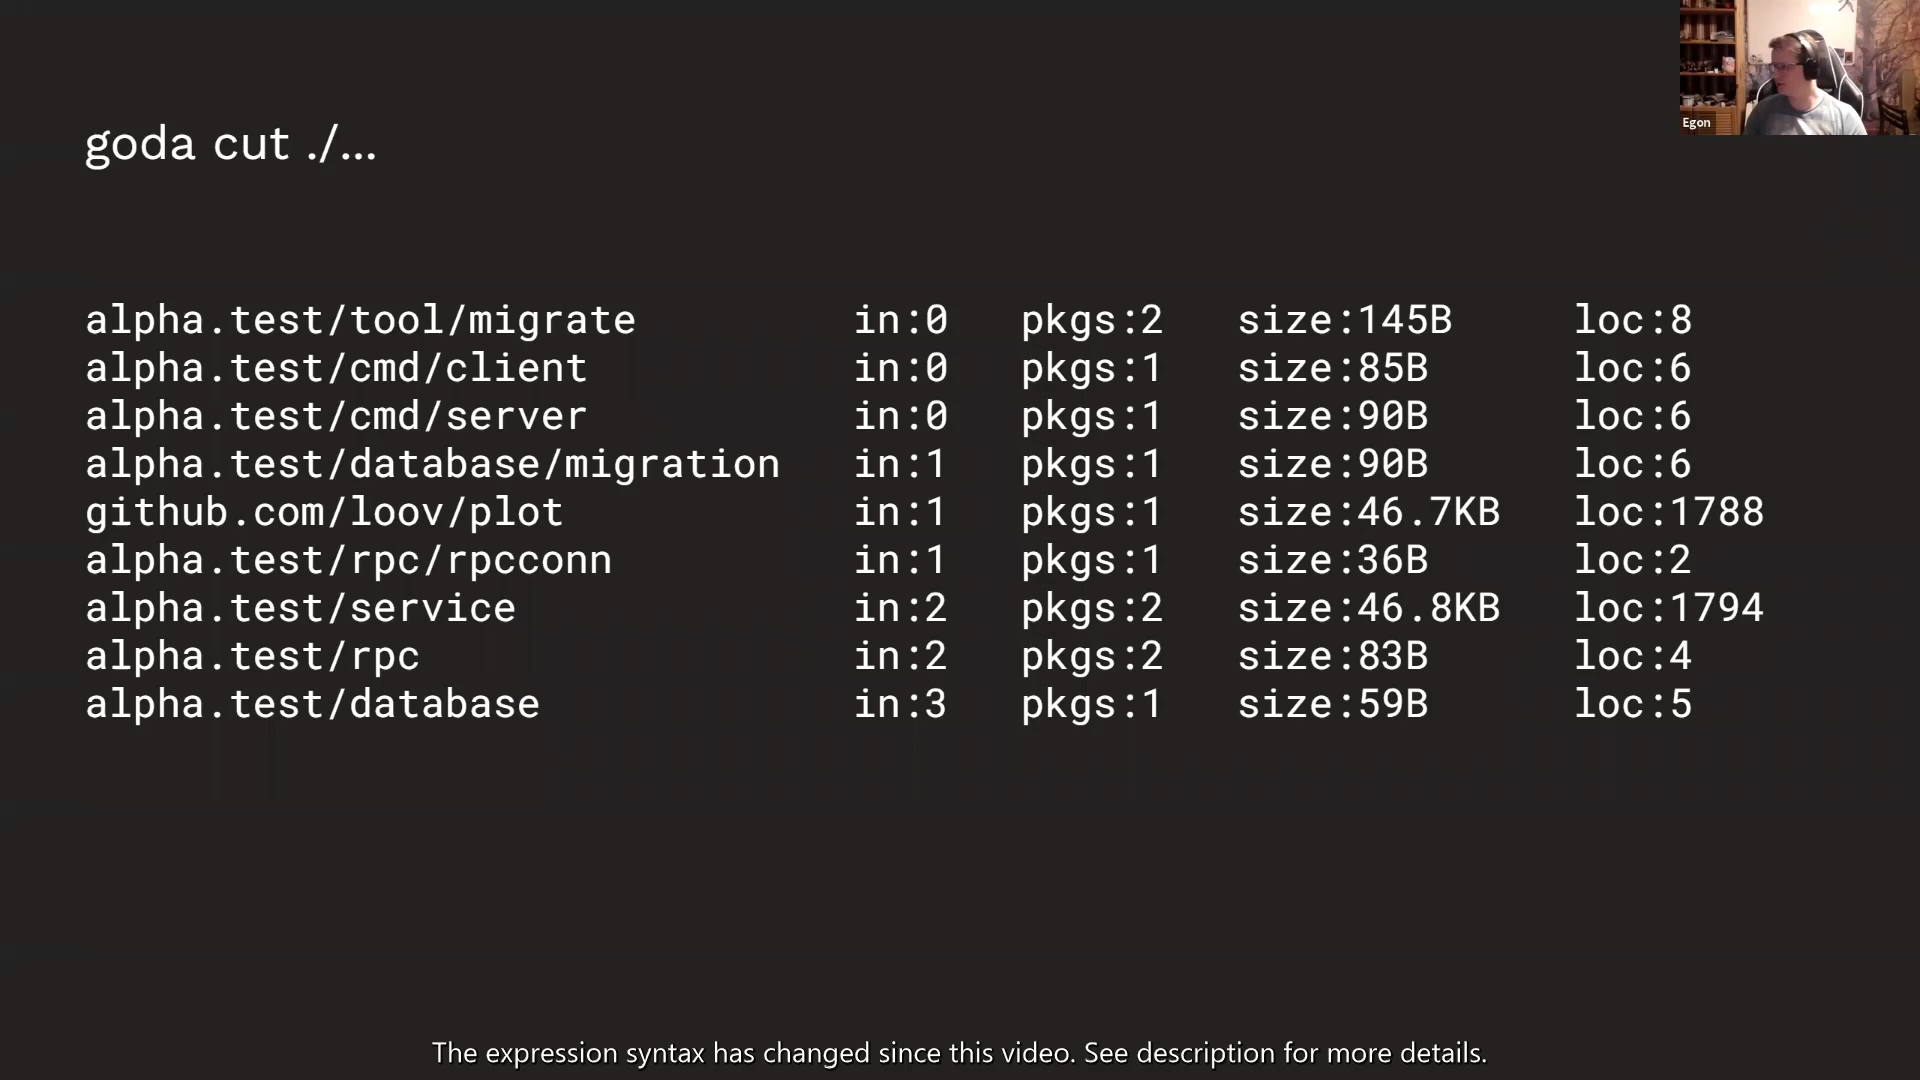 Egon
goda cut ./...
alpha.test/tool/migrate in:0 pkgs:2 size:145B loc:8
alpha.test/cmd/client in:0 pkgs:1 size:85B loc:6
alpha.test/cmd/server in:0 pkgs:1 size:90B loc:6
alpha.test/database/migration in:1 pkgs:1 size:90B loc:6
github.com/loov/plot in:1 pkgs:1 size:46.7KB loc:1788
alpha.test/rpc/rpcconn in:1 pkgs:1 size:36B loc:2
alpha.test/service in:2 pkgs:2 size:46.8KB loc:1794
alpha.test/rpc in:2 pkgs:2 size:83B loc:4
alpha.test/database in:3 pkgs:1 size:59B loc:5
The expression syntax has changed since this video. See description for more details.